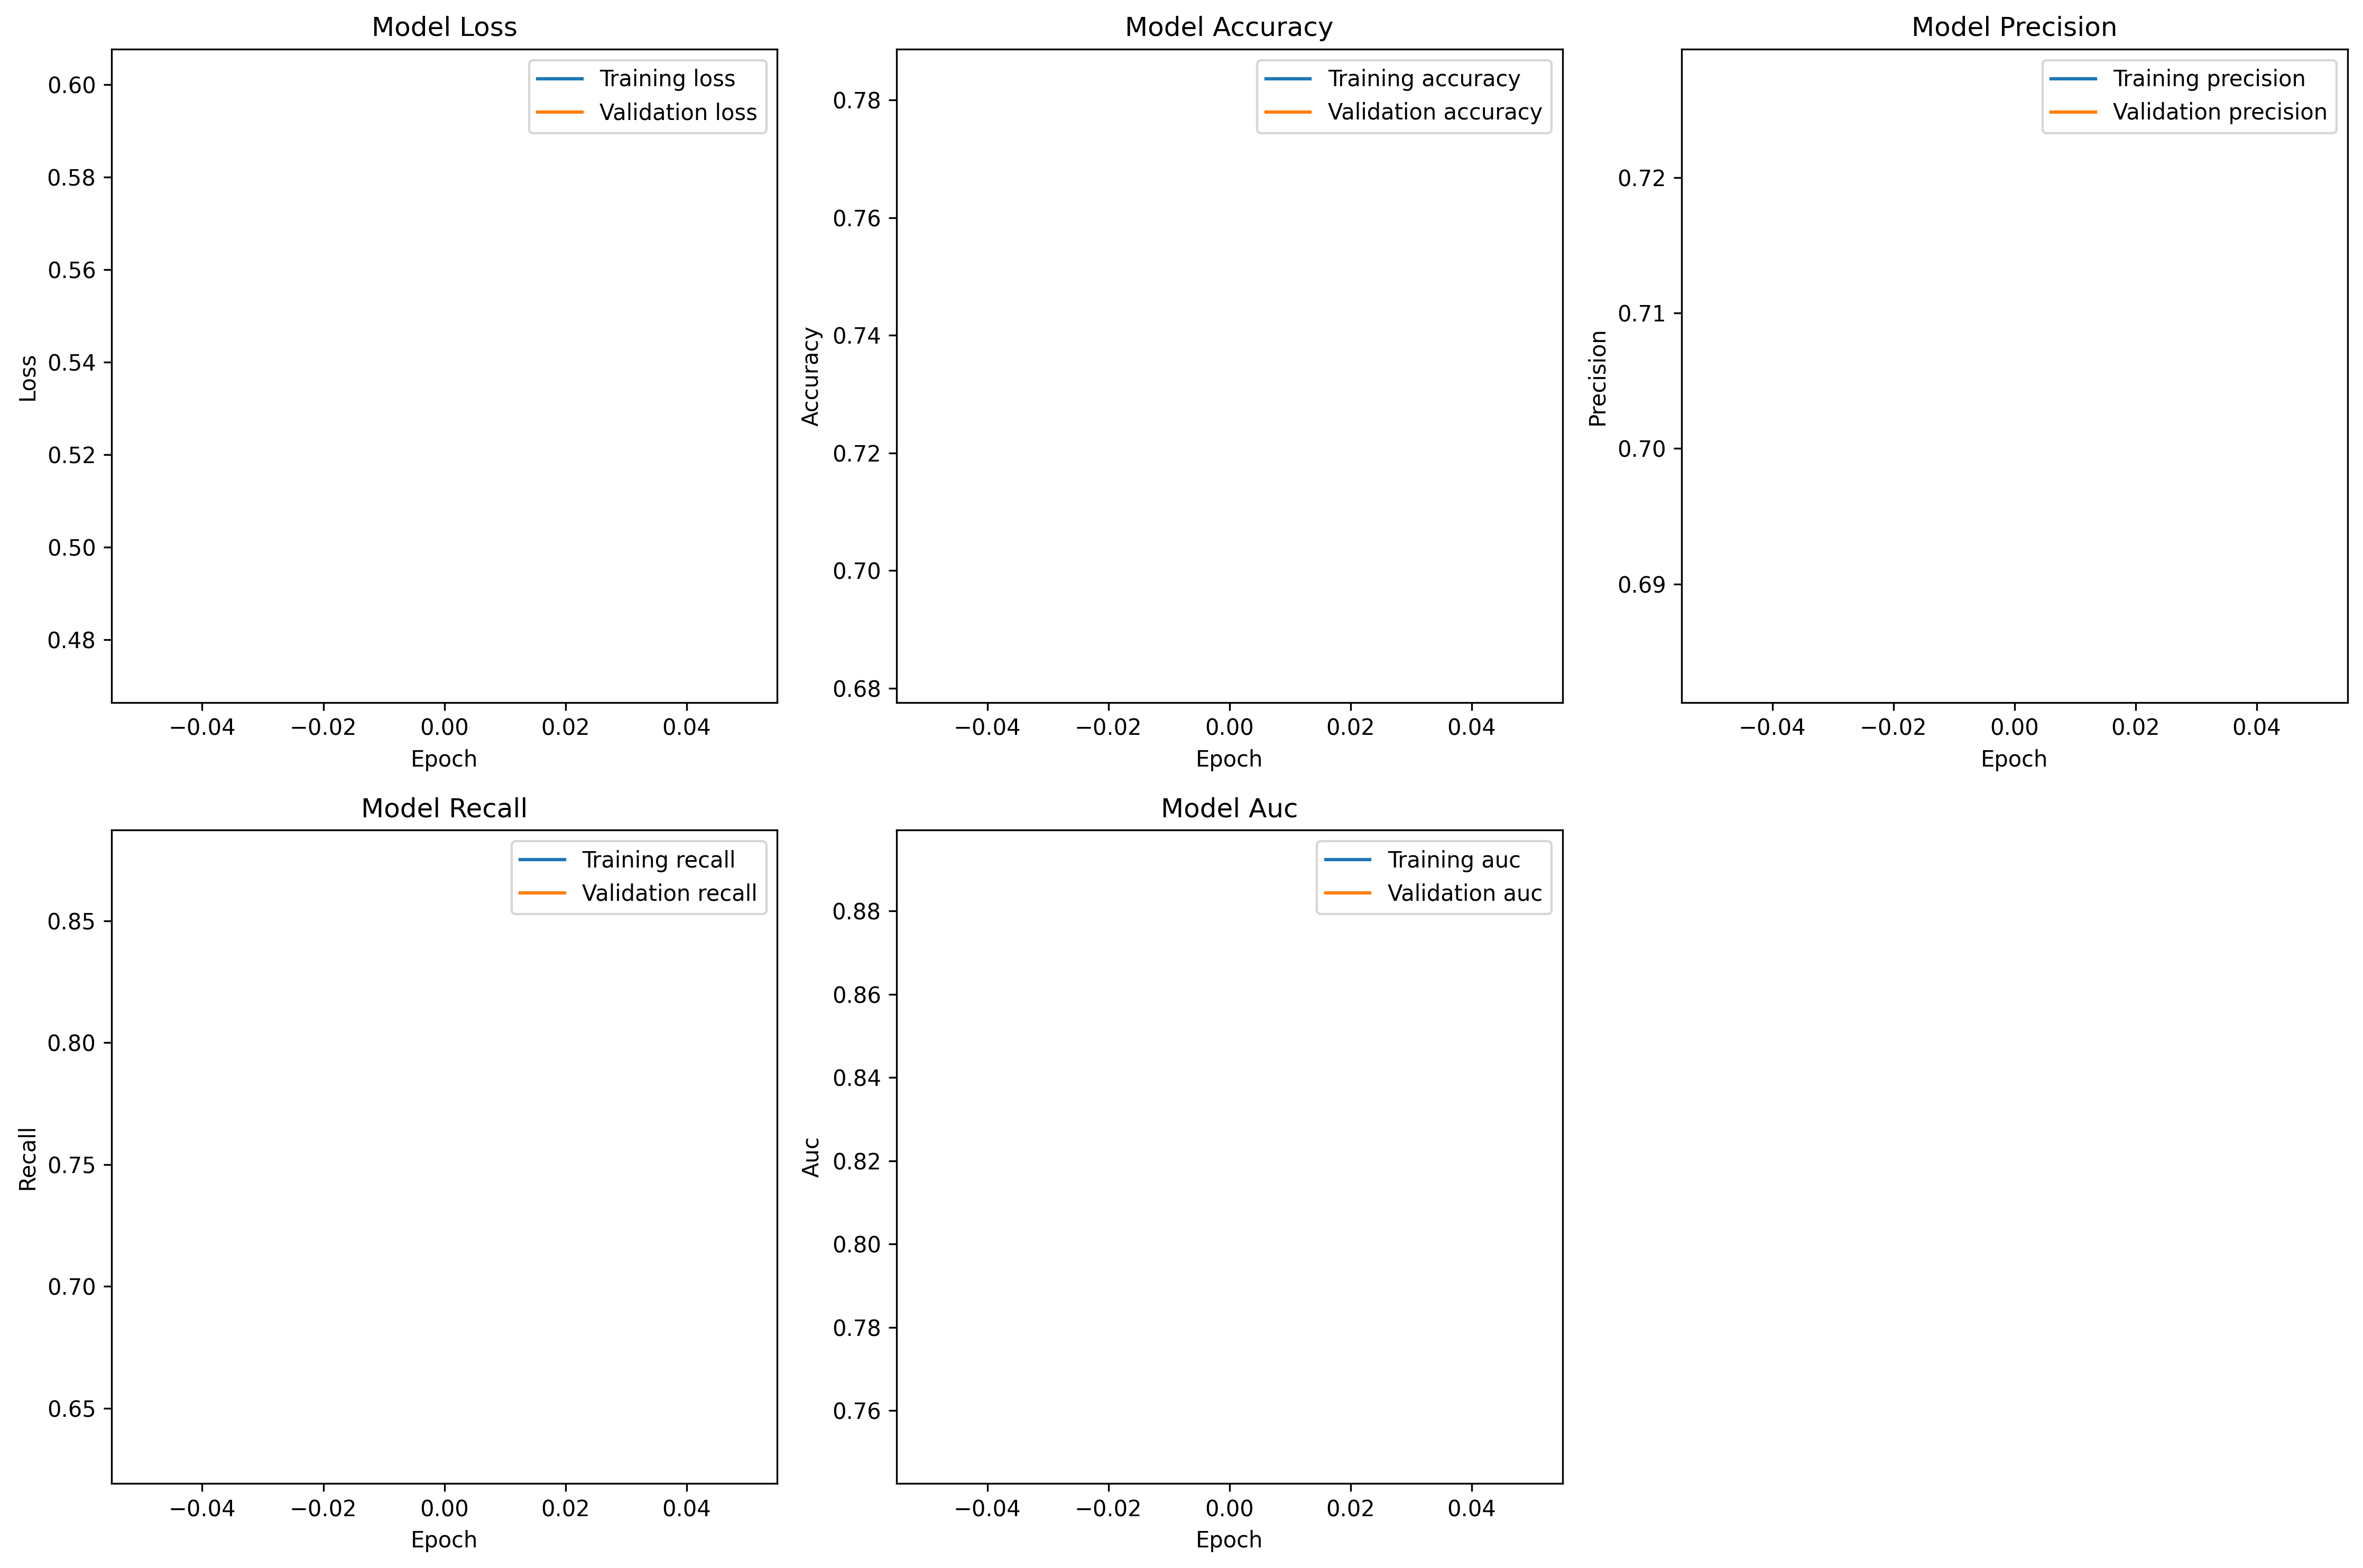 Model Loss
Training loss
Validation loss
0.60
0.58
0.56
0.54
0.52
0.50
0.48
Loss
−0.04 −0.02 0.00 0.02 0.04
Epoch
Model Accuracy
Training accuracy
Validation accuracy
0.78
0.76
0.74
0.72
0.70
0.68
Accuracy
−0.04 −0.02 0.00 0.02 0.04
Epoch
Model Precision
Training precision
Validation precision
0.72
0.71
0.70
0.69
Precision
−0.04 −0.02 0.00 0.02 0.04
Epoch
Model Recall
Training recall
Validation recall
0.85
0.80
0.75
0.70
0.65
Recall
−0.04 −0.02 0.00 0.02 0.04
Epoch
Model Auc
Training auc
Validation auc
0.88
0.86
0.84
0.82
0.80
0.78
0.76
Auc
−0.04 −0.02 0.00 0.02 0.04
Epoch